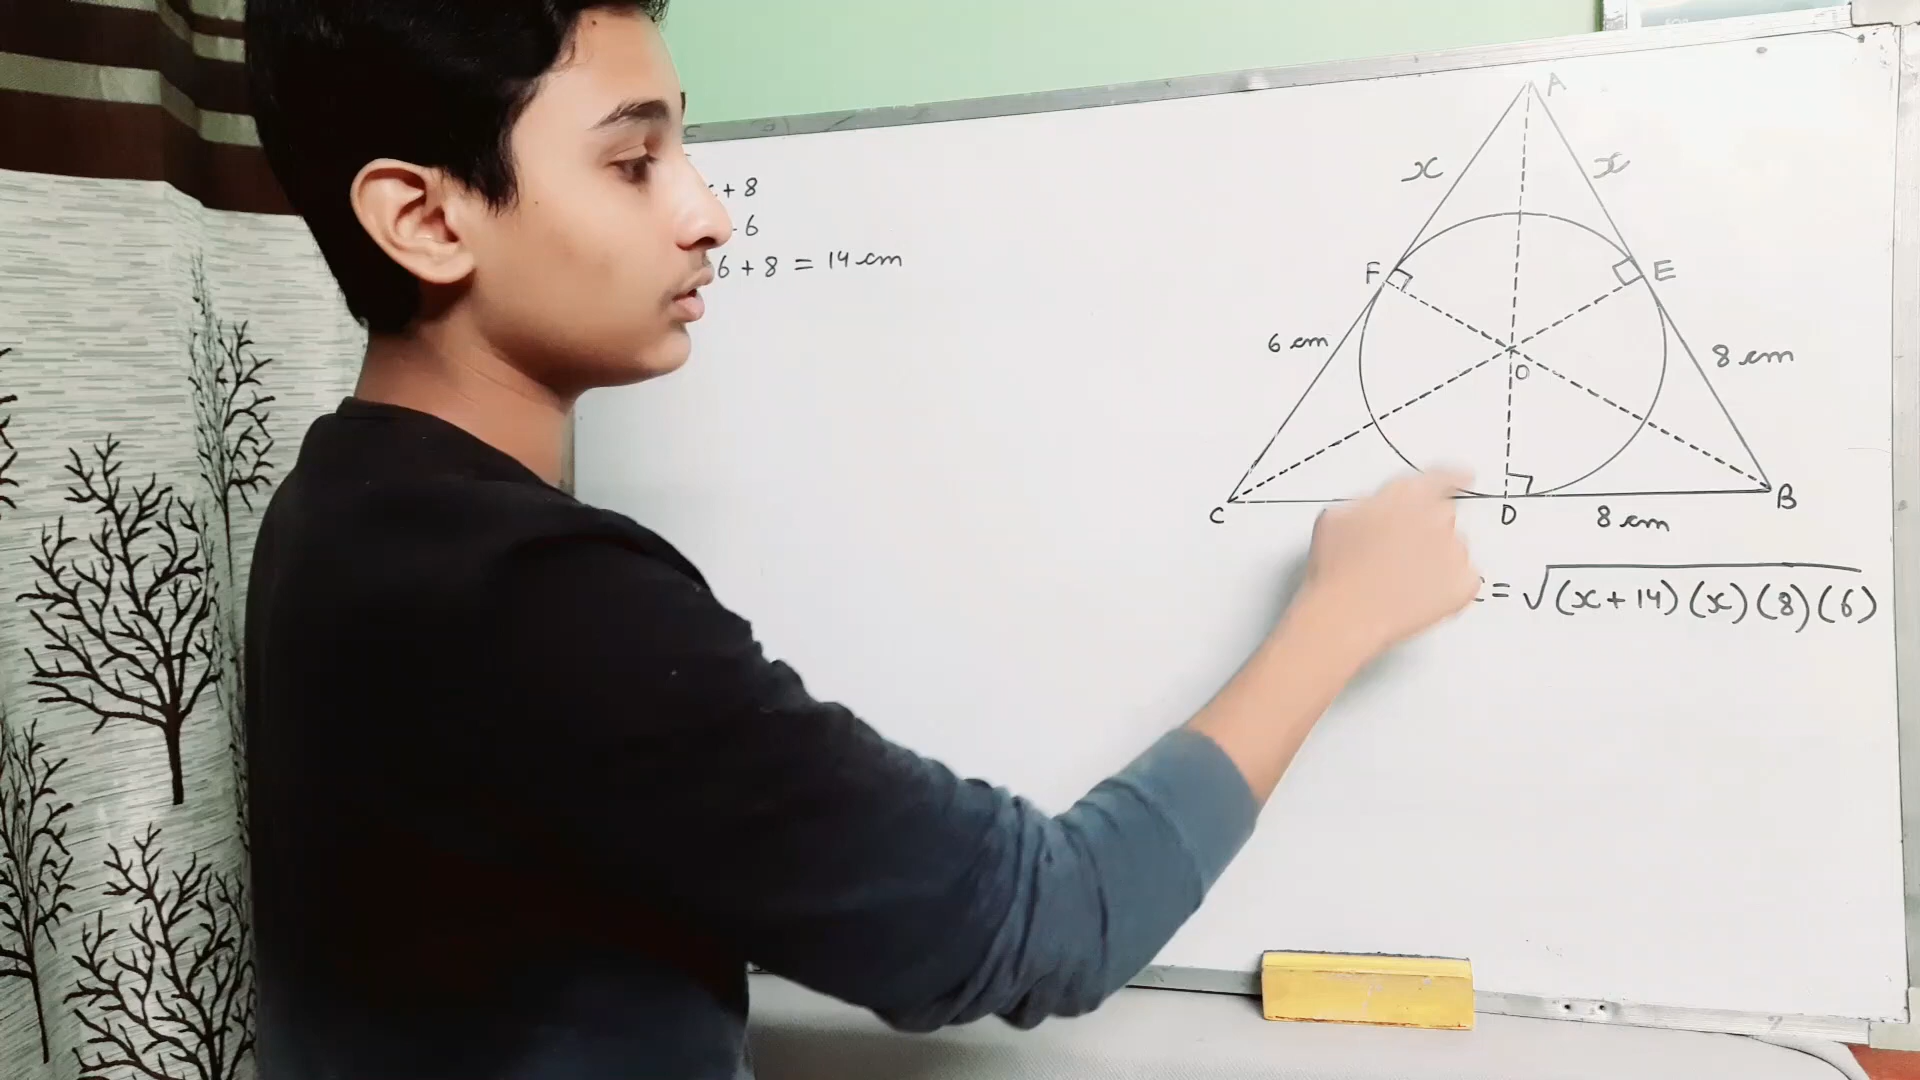 + 8
6
6 + 8 = 14 cm
A
x x
F E
6 cm 8 cm
O
C D B
8 cm
= √(x+14)(x)(8)(6)